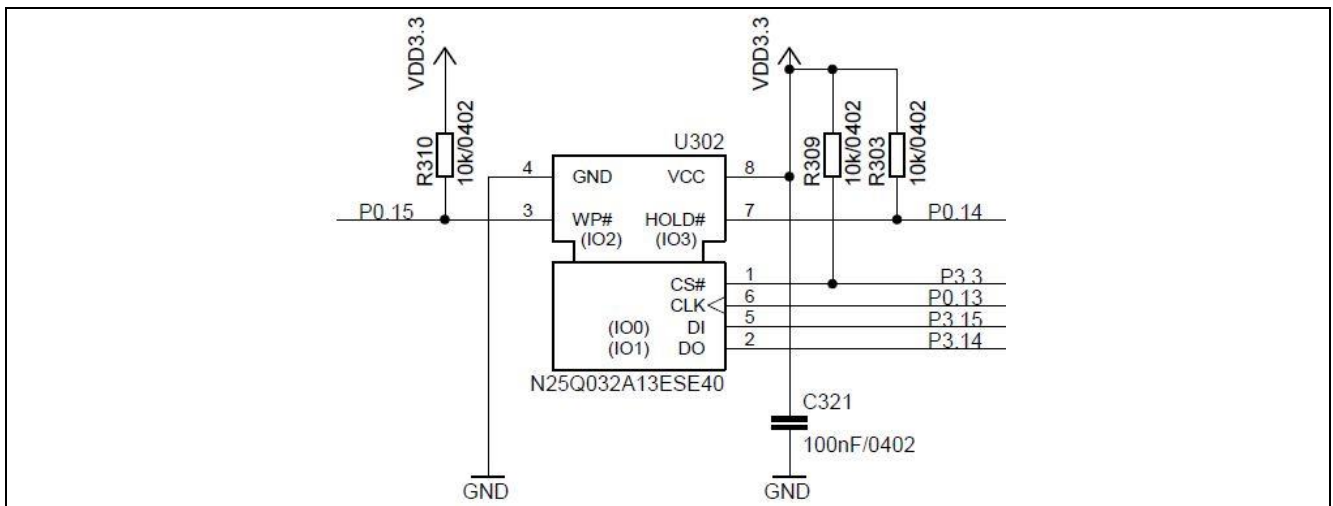 VDD3.3
VDD3.3
R310
10k/0402
R309
10k/0402
R303
10k/0402
U302
4
GND
VCC
8
P0.15
3
WP#
(IO2)
HOLD#
(IO3)
7
P0.14
CS#
1
P3.3
CLK
6
P0.13
(IO0)
DI
5
P3.15
(IO1)
DO
2
P3.14
N25Q032A13ESE40
C321
100nF/0402
GND
GND